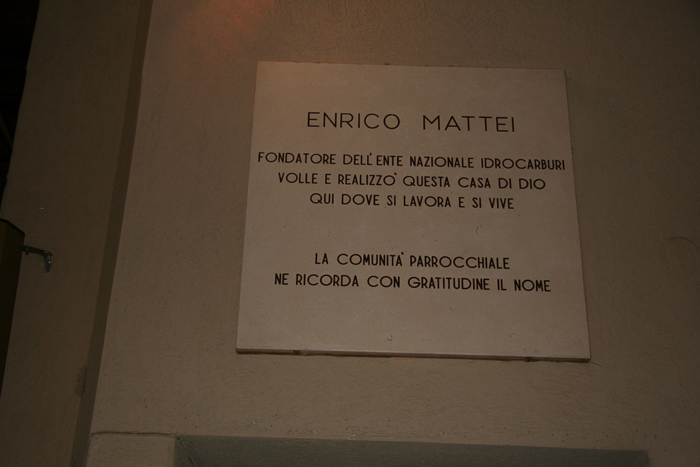 ENRICO MATTEI
FONDATORE DELL'ENTE NAZIONALE IDROCARBURI
VOLLE E REALIZZO' QUESTA CASA DI DIO
QUI DOVE SI LAVORA E SI VIVE
LA COMUNITA' PARROCCHIALE
NE RICORDA CON GRATITUDINE IL NOME